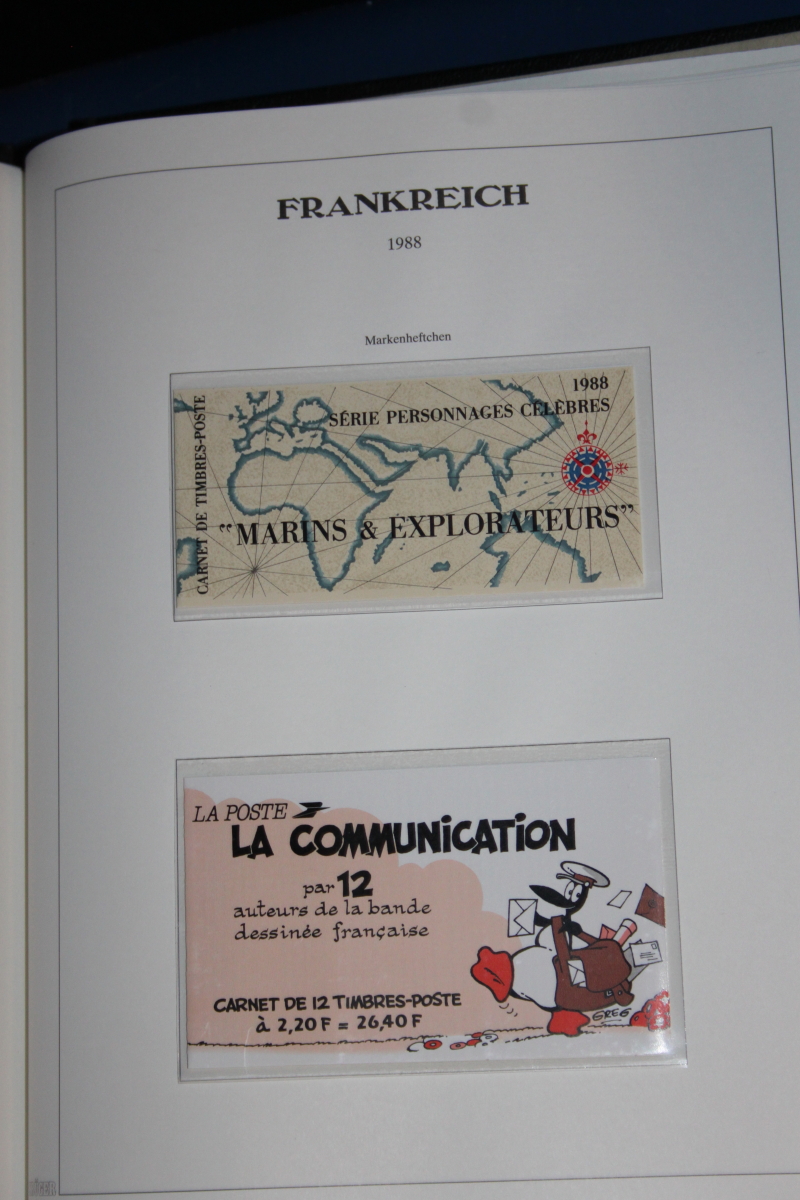 FRANKREICH
1988
Markenheftchen
1988
SÉRIE PERSONNAGES CÉLÈBRES
CARNET DE TIMBRES-POSTE
“MARINS & EXPLORATEURS”
LA POSTE
LA COMMUNiCATiON
par 12
auteurs de la bande
dessinée française
CARNET DE 12 TIMBRES-POSTE
à 2,20 F = 26,40 F
GREG